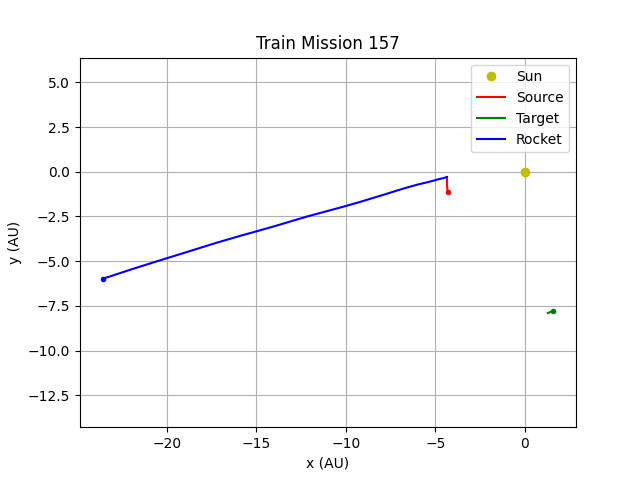 Train Mission 157
Sun
Source
Target
Rocket
5.0
2.5
0.0
−2.5
−5.0
−7.5
−10.0
−12.5
y (AU)
−20
−15
−10
−5
0
x (AU)